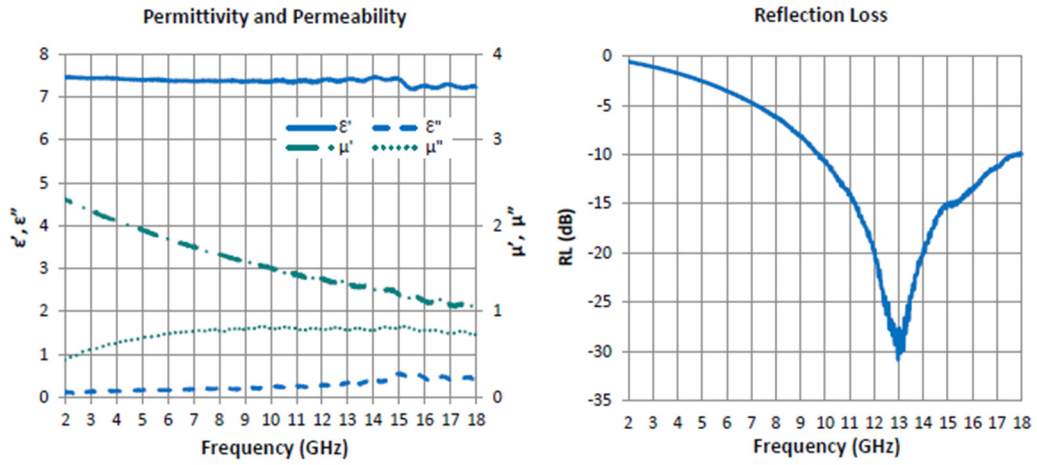 Permittivity and Permeability
8
7
6
5
4
3
2
1
0
ε', ε''
4
3
2
1
0
μ', μ''
ε' ε''
μ' μ''
2 3 4 5 6 7 8 9 10 11 12 13 14 15 16 17 18
Frequency (GHz)
Reflection Loss
0
-5
-10
-15
-20
-25
-30
-35
RL (dB)
2 3 4 5 6 7 8 9 10 11 12 13 14 15 16 17 18
Frequency (GHz)